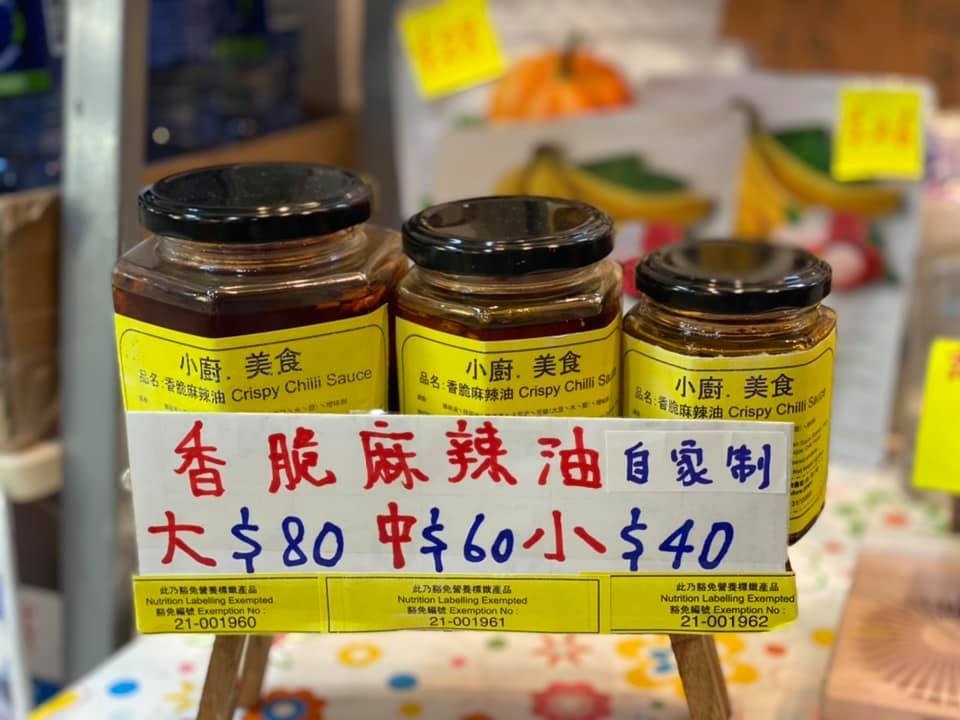 小廚．美食
品名：香脆麻辣油 Crispy Chilli Sauce
小廚．美食
品名：香脆麻辣油 Crispy Chilli Sauce
小廚．美食
品名：香脆麻辣油 Crispy Chilli Sauce
香脆麻辣油 自家制
大 $80 中 $60 小 $40
此乃豁免營養標籤產品
Nutrition Labelling Exempted
豁免編號 Exemption No :
21-001960
此乃豁免營養標籤產品
Nutrition Labelling Exempted
豁免編號 Exemption No :
21-001961
此乃豁免營養標籤產品
Nutrition Labelling Exempted
豁免編號 Exemption No :
21-001962